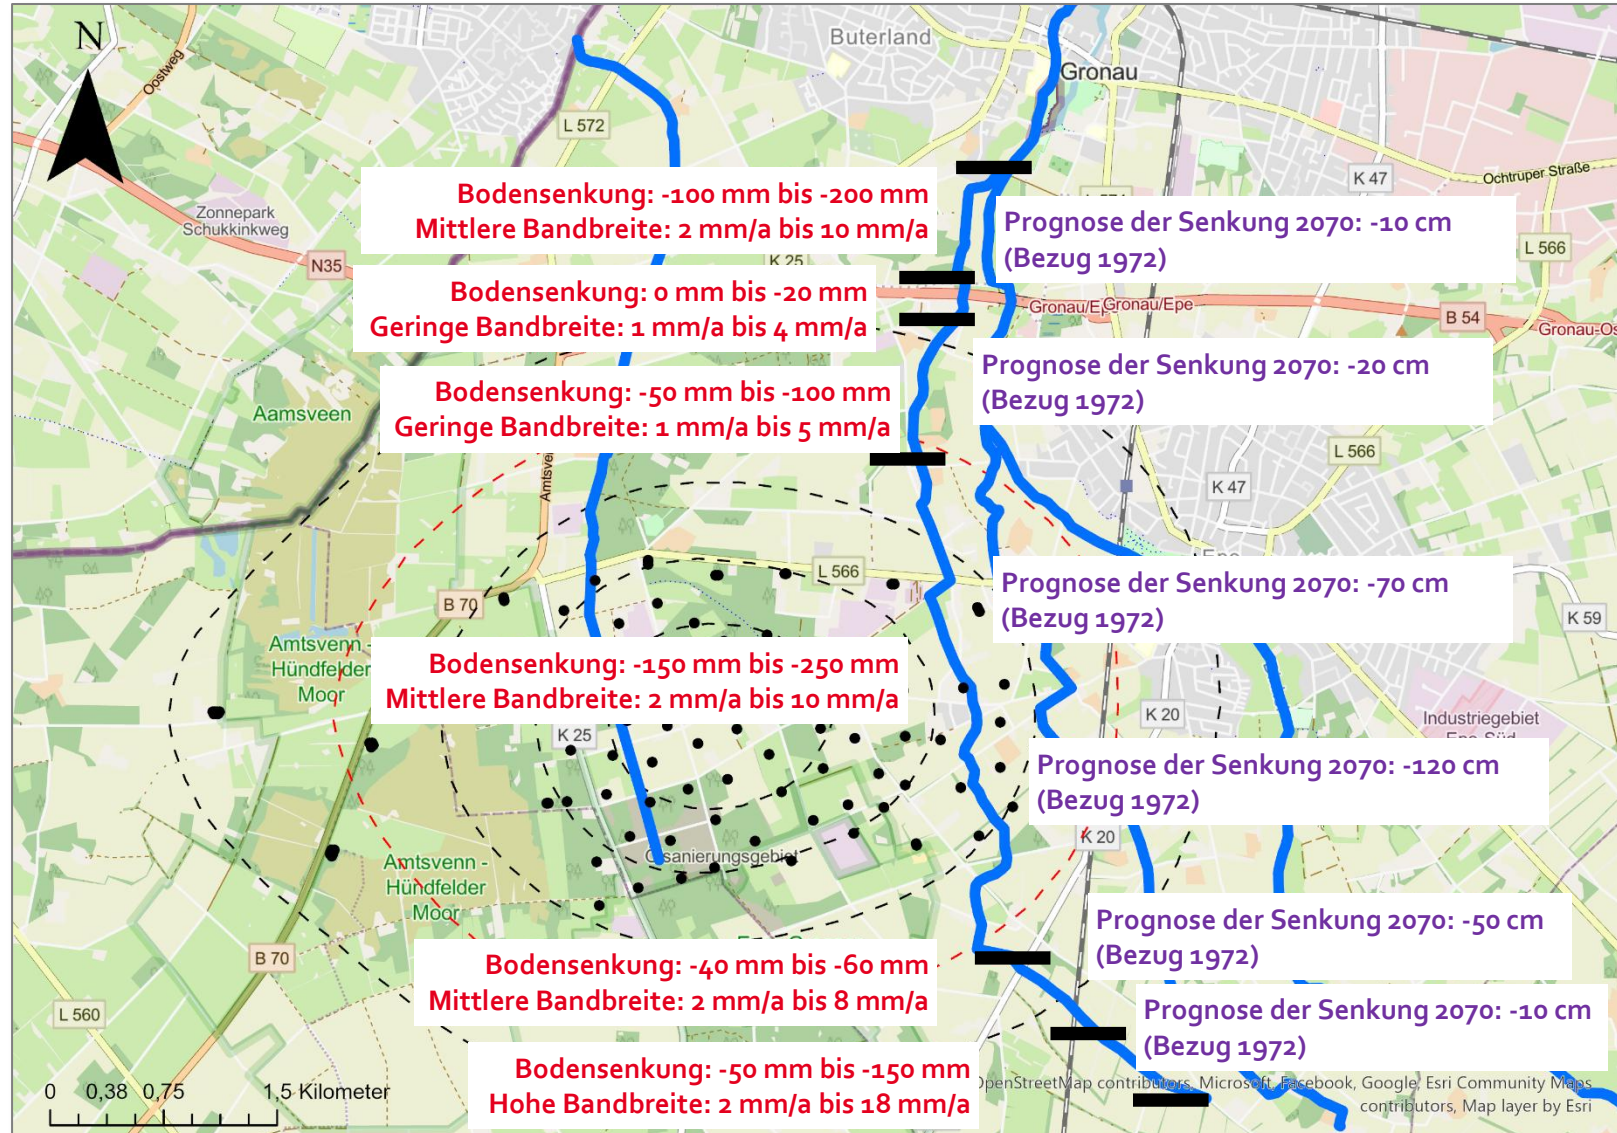 N
Oostweg
Buterland
Gronau
L 572
K 47
Ochtruper Straße
Zonnepark
Schukkinkweg
N35
K 25
L 566
Bodensenkung: -100 mm bis -200 mm
Mittlere Bandbreite: 2 mm/a bis 10 mm/a
Prognose der Senkung 2070: -10 cm
(Bezug 1972)
Bodensenkung: 0 mm bis -20 mm
Geringe Bandbreite: 1 mm/a bis 4 mm/a
Gronau/Epe
B 54
Prognose der Senkung 2070: -20 cm
(Bezug 1972)
Bodensenkung: -50 mm bis -100 mm
Geringe Bandbreite: 1 mm/a bis 5 mm/a
Aamsveen
L 566
K 47
L 566
B 70
Prognose der Senkung 2070: -70 cm
(Bezug 1972)
K 59
Amtsvenn -
Hündfelder
Moor
Bodensenkung: -150 mm bis -250 mm
Mittlere Bandbreite: 2 mm/a bis 10 mm/a
K 25
K 20
Industriegebiet
Prognose der Senkung 2070: -120 cm
(Bezug 1972)
K 20
Amtsvenn -
Hündfelder
Moor
B 70
Prognose der Senkung 2070: -50 cm
(Bezug 1972)
Bodensenkung: -40 mm bis -60 mm
Mittlere Bandbreite: 2 mm/a bis 8 mm/a
L 560
Prognose der Senkung 2070: -10 cm
(Bezug 1972)
Bodensenkung: -50 mm bis -150 mm
Hohe Bandbreite: 2 mm/a bis 18 mm/a
0 0,38 0,75 1,5 Kilometer
OpenStreetMap contributors, Microsoft, Facebook, Google, Esri Community Maps
contributors, Map layer by Esri